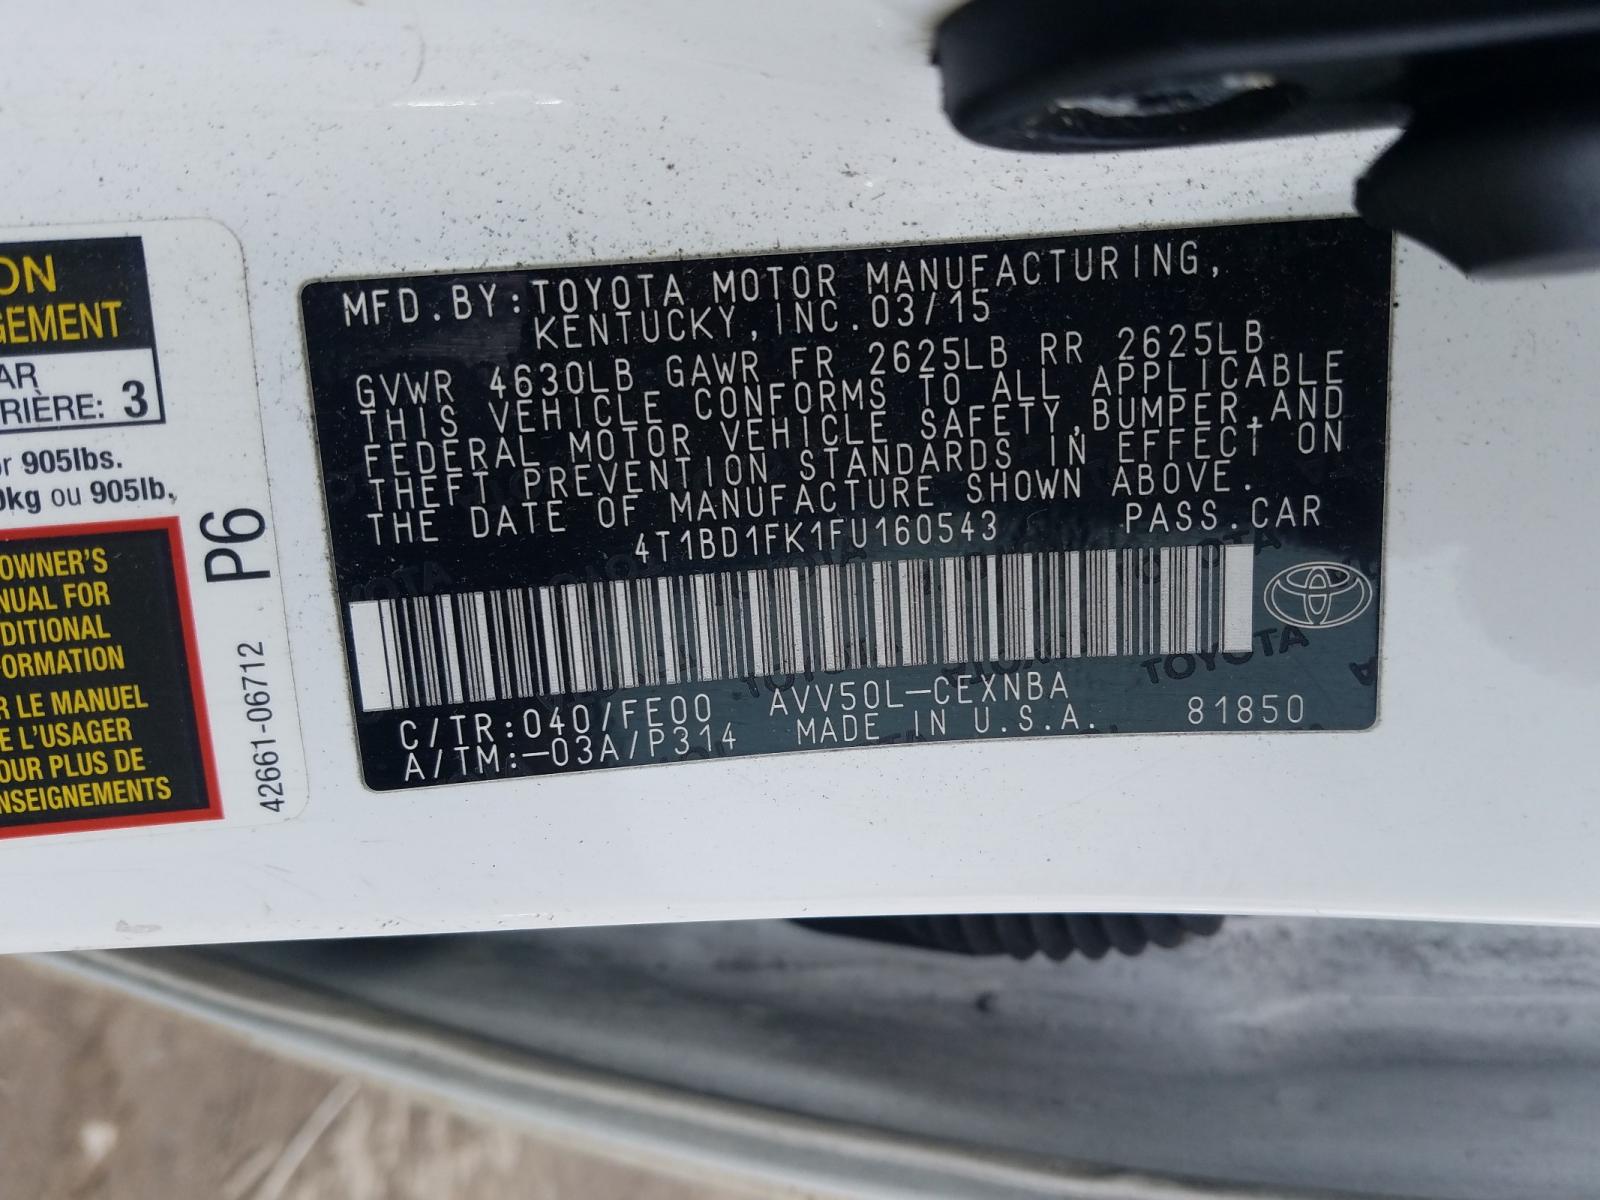 ON
GEMENT
AR
RIÈRE: 3
r 905lbs.
kg ou 905lb,
OWNER'S
NUAL FOR
DITIONAL
FORMATION
R LE MANUEL
E L'USAGER
OUR PLUS DE
NSEIGNEMENTS
P6
42661-06712
MFD.BY:TOYOTA MOTOR MANUFACTURING,
KENTUCKY,INC.03/15
GVWR 4630LB GAWR FR 2625LB RR 2625LB
THIS VEHICLE CONFORMS TO ALL APPLICABLE
FEDERAL MOTOR VEHICLE SAFETY,BUMPER,AND
THEFT PREVENTION STANDARDS IN EFFECT ON
THE DATE OF MANUFACTURE SHOWN ABOVE.
4T1BD1FK1FU160543 PASS.CAR
TOYOTA
C/TR:040/FE00 AVV50L-CEXNBA
A/TM:-03A/P314 MADE IN U.S.A. 81850